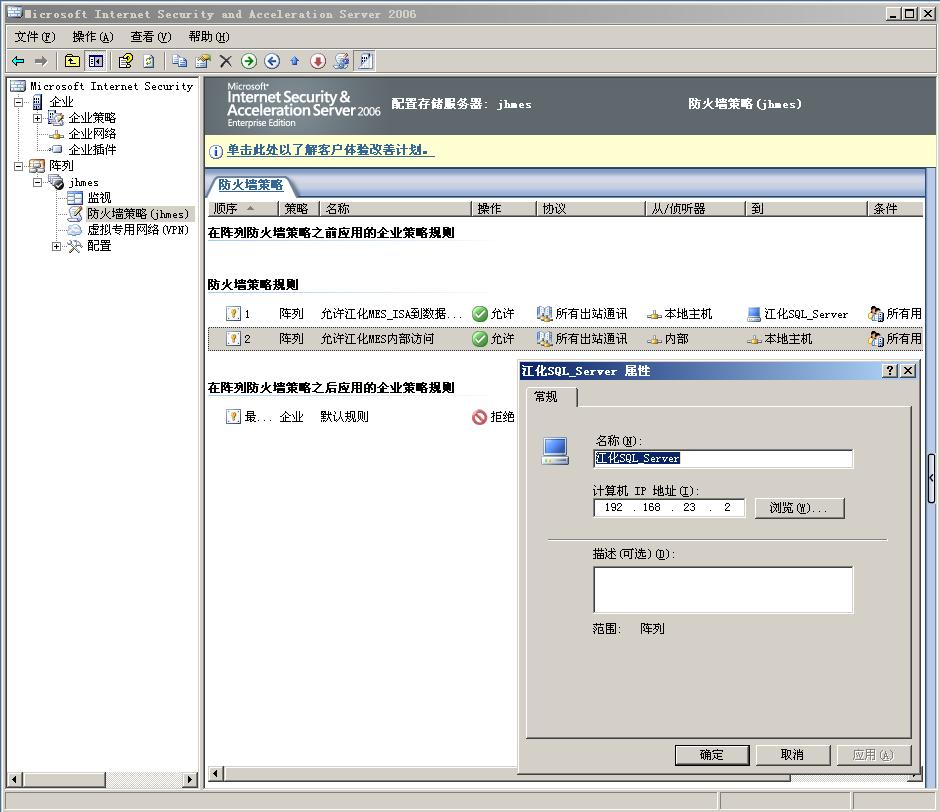 Microsoft Internet Security and Acceleration Server 2006
文件(F) 操作(A) 查看(V) 帮助(H)
Microsoft Internet Security
企业
企业策略
企业网络
企业插件
阵列
jhmes
监视
防火墙策略(jhmes)
虚拟专用网络(VPN)
配置
Microsoft®
Internet Security &
Acceleration Server 2006
Enterprise Edition
配置存储服务器: jhmes
防火墙策略(jhmes)
单击此处以了解客户体验改善计划。
防火墙策略
顺序 策略 名称 操作 协议 从/侦听器 到 条件
在阵列防火墙策略之前应用的企业策略规则
防火墙策略规则
1 阵列 允许江化MES_ISA到数据... 允许 所有出站通讯 本地主机 江化SQL_Server 所有用
2 阵列 允许江化MES内部访问 允许 所有出站通讯 内部 本地主机 所有用
在阵列防火墙策略之后应用的企业策略规则
最... 企业 默认规则 拒绝
江化SQL_Server 属性
常规
名称(N):
江化SQL_Server
计算机 IP 地址(I):
192 . 168 . 23 . 2
浏览(W)...
描述(可选)(D):
范围: 阵列
确定 取消 应用(A)